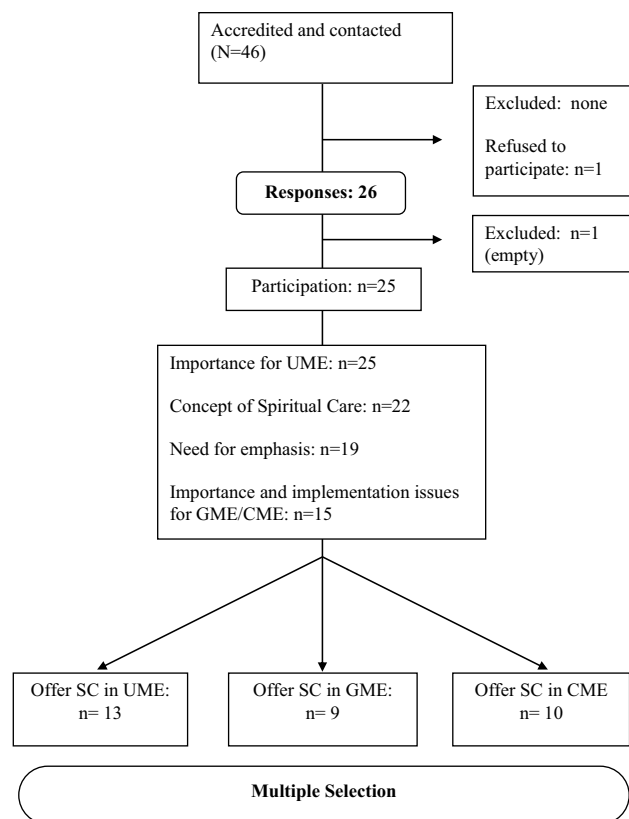 Accredited and contacted
(N=46)
Excluded: none
Refused to
participate: n=1
Responses: 26
Excluded: n=1
(empty)
Participation: n=25
Importance for UME: n=25
Concept of Spiritual Care: n=22
Need for emphasis: n=19
Importance and implementation issues
for GME/CME: n=15
Offer SC in UME:
n= 13
Offer SC in GME:
n= 9
Offer SC in CME
n= 10
Multiple Selection